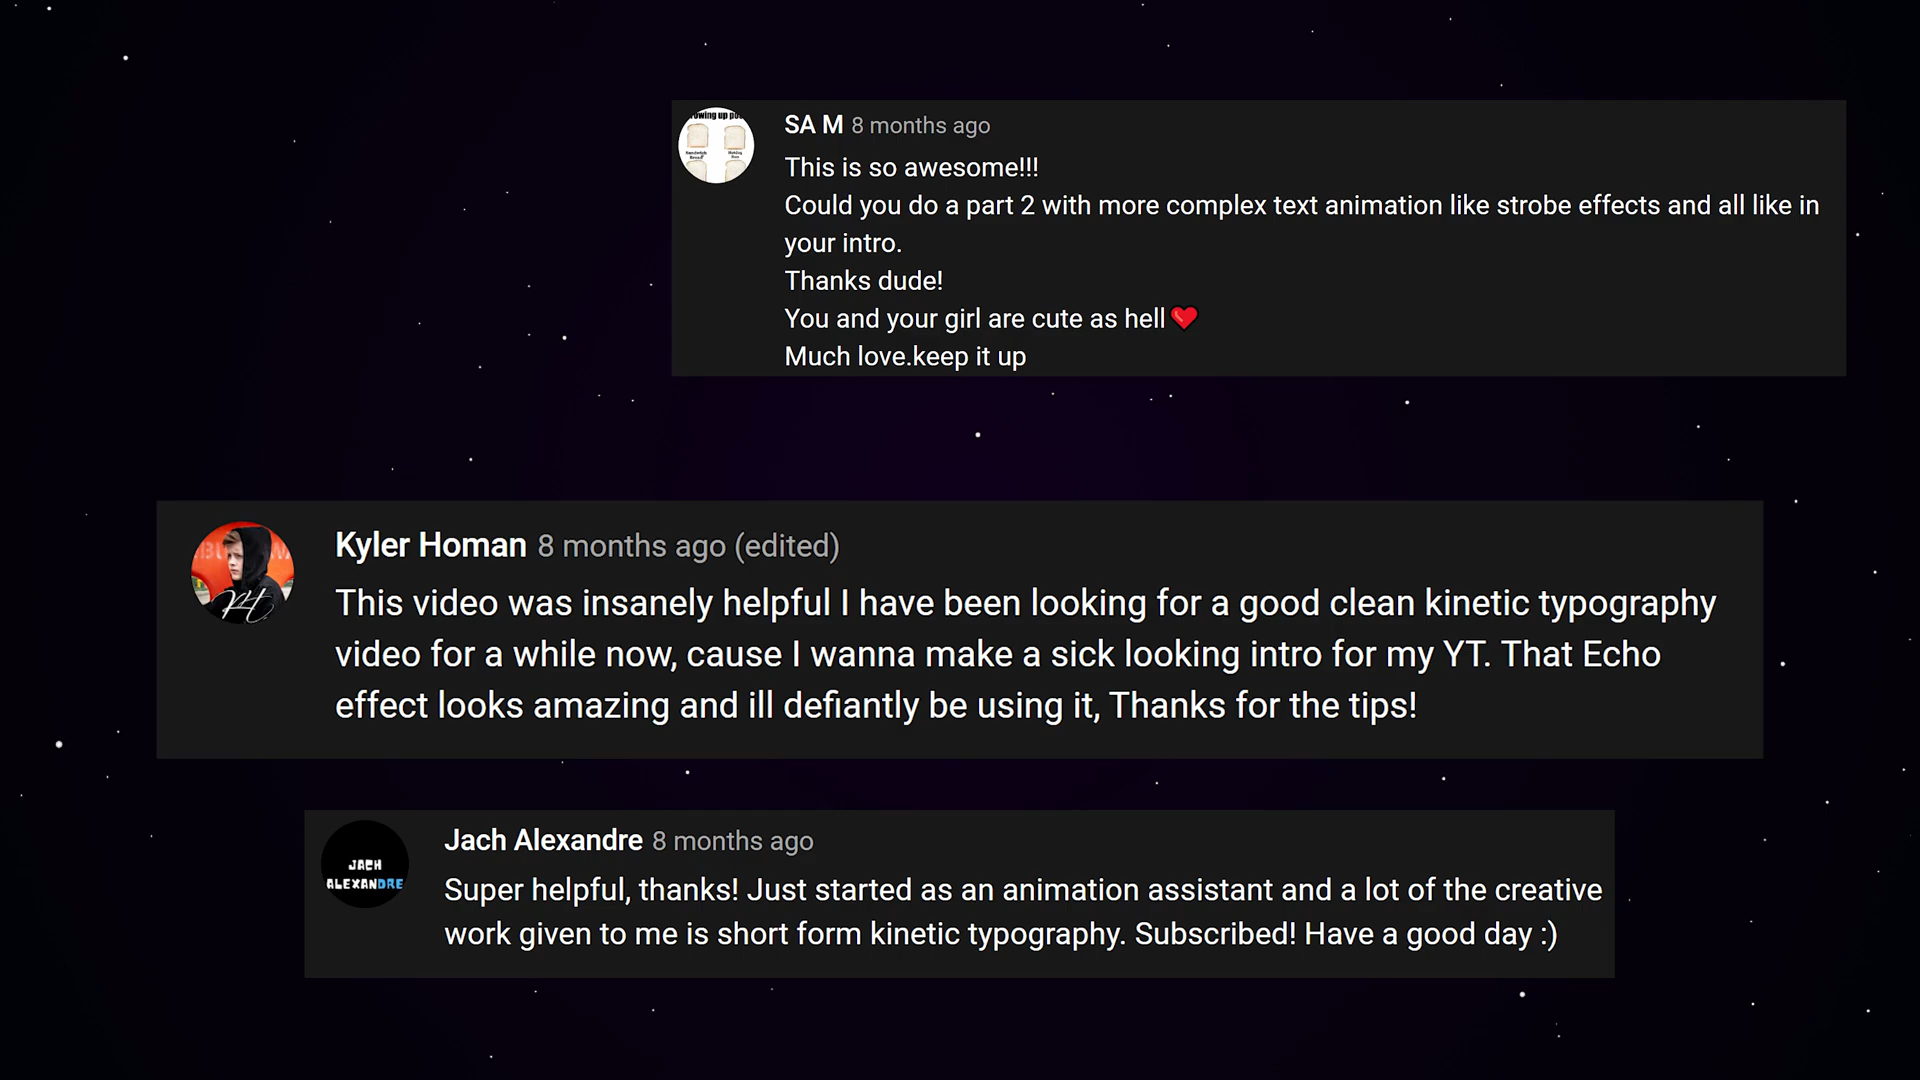 SA M 8 months ago
This is so awesome!!!
Could you do a part 2 with more complex text animation like strobe effects and all like in
your intro.
Thanks dude!
You and your girl are cute as hell❤️
Much love.keep it up
Kyler Homan 8 months ago (edited)
This video was insanely helpful I have been looking for a good clean kinetic typography
video for a while now, cause I wanna make a sick looking intro for my YT. That Echo
effect looks amazing and ill defiantly be using it, Thanks for the tips!
JACH
ALEXANDRE
Jach Alexandre 8 months ago
Super helpful, thanks! Just started as an animation assistant and a lot of the creative
work given to me is short form kinetic typography. Subscribed! Have a good day :)